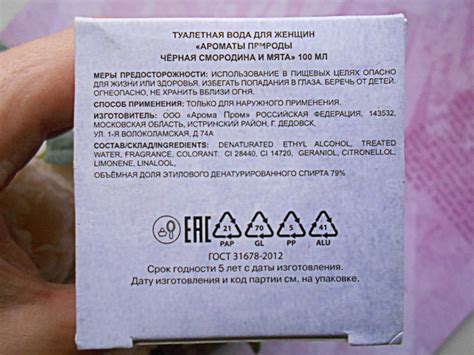 ТУАЛЕТНАЯ ВОДА ДЛЯ ЖЕНЩИН
«АРОМАТЫ ПРИРОДЫ
ЧЁРНАЯ СМОРОДИНА И МЯТА» 100 МЛ
МЕРЫ ПРЕДОСТОРОЖНОСТИ: ИСПОЛЬЗОВАНИЕ В ПИЩЕВЫХ ЦЕЛЯХ ОПАСНО
ДЛЯ ЖИЗНИ ИЛИ ЗДОРОВЬЯ, ИЗБЕГАТЬ ПОПАДАНИЯ В ГЛАЗА. БЕРЕЧЬ ОТ ДЕТЕЙ,
ОГНЕОПАСНО, НЕ ХРАНИТЬ ВБЛИЗИ ОГНЯ.
СПОСОБ ПРИМЕНЕНИЯ: ТОЛЬКО ДЛЯ НАРУЖНОГО ПРИМЕНЕНИЯ.
ИЗГОТОВИТЕЛЬ: ООО «Арома Пром» РОССИЙСКАЯ ФЕДЕРАЦИЯ, 143532,
МОСКОВСКАЯ ОБЛАСТЬ, ИСТРИНСКИЙ РАЙОН, Г. ДЕДОВСК,
УЛ. 1-Я ВОЛОКОЛАМСКАЯ, Д 74А
СОСТАВ/СКЛАД/INGREDIENTS: DENATURATED ETHYL ALCOHOL, TREATED
WATER, FRAGRANCE, COLORANT CI 28440, CI 14720, GERANIOL, CITRONELLOL,
LIMONENE, LINALOOL,
ОБЪЁМНАЯ ДОЛЯ ЭТИЛОВОГО ДЕНАТУРИРОВАННОГО СПИРТА 79%
EAC 21 70 5 41
PAP GL PP ALU
ГОСТ 31678-2012
Срок годности 5 лет с даты изготовления.
Дату изготовления и код партии см. на упаковке.